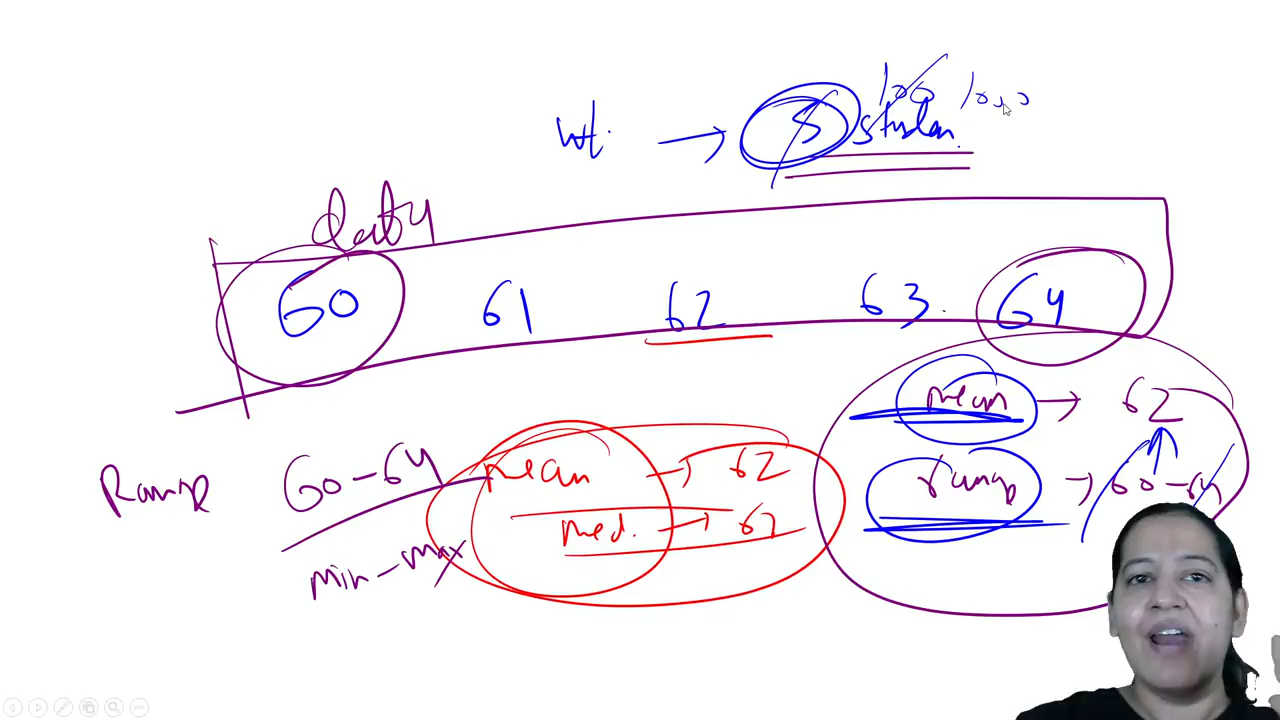 100 1000
wt. → 5 studen.
data
60 61 62 63. 64
mean → 62
Range 60-64 mean → 62 range → 60-64
med. → 62
min-max